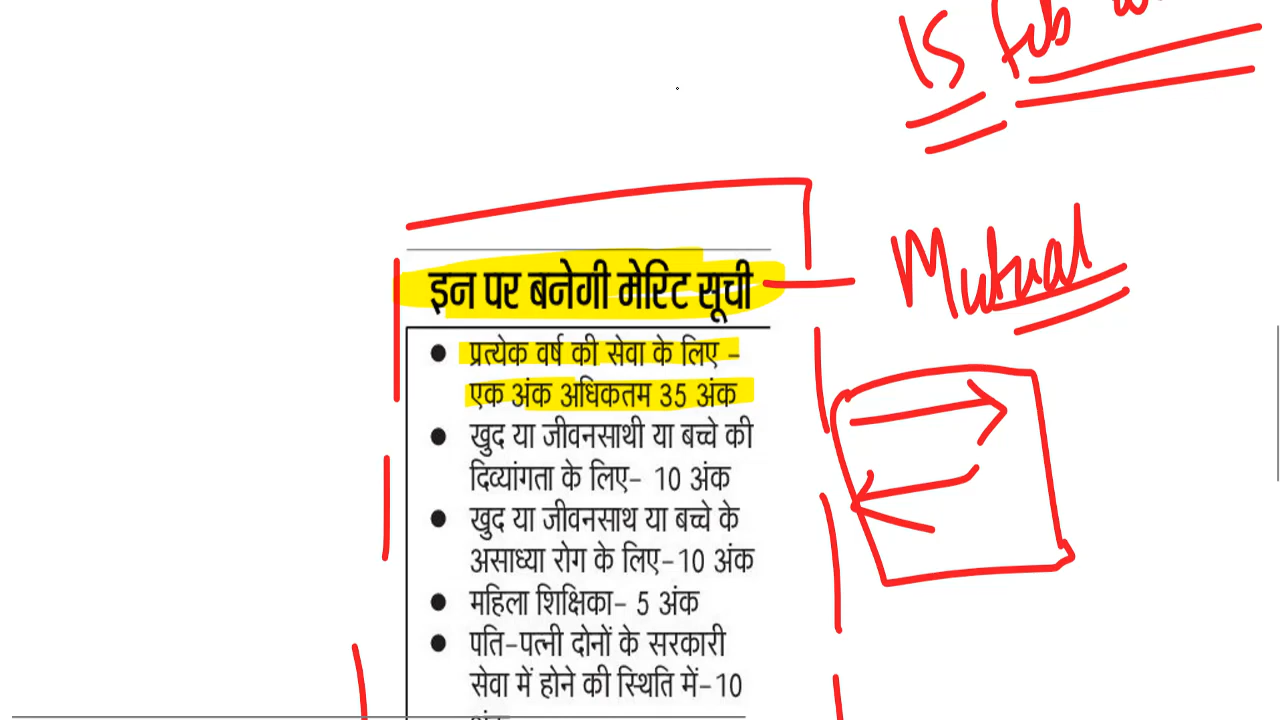 15 Feb
इन पर बनेगी मेरिट सूची
Mutual
● प्रत्येक वर्ष की सेवा के लिए -
एक अंक अधिकतम 35 अंक
● खुद या जीवनसाथी या बच्चे की
दिव्यांगता के लिए- 10 अंक
● खुद या जीवनसाथ या बच्चे के
असाध्या रोग के लिए-10 अंक
● महिला शिक्षिका- 5 अंक
● पति-पत्नी दोनों के सरकारी
सेवा में होने की स्थिति में-10